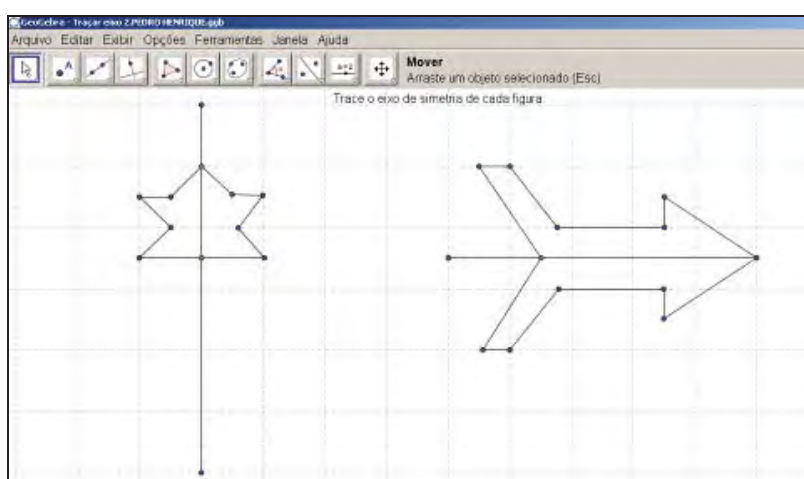 GeoGebra - Traçar eixo 2.PEDRO HENRIQUE.ggb
Arquivo Editar Exibir Opções Ferramentas Janela Ajuda
A
a=2
Mover
Arraste um objeto selecionado (Esc)
Trace o eixo de simetria de cada figura